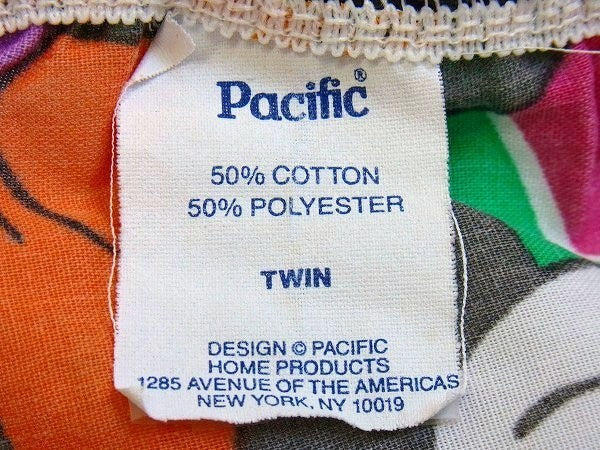 Pacific®
50% COTTON
50% POLYESTER
TWIN
DESIGN © PACIFIC
HOME PRODUCTS
1285 AVENUE OF THE AMERICAS
NEW YORK, NY 10019